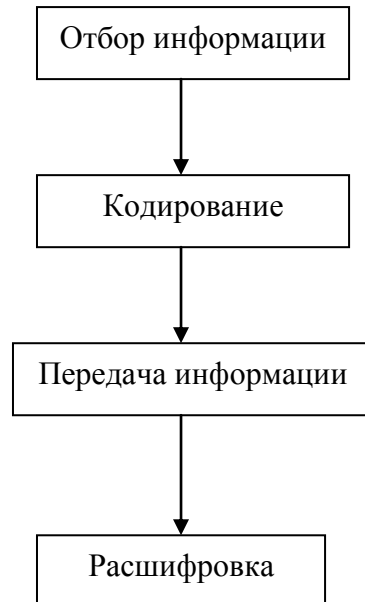 Отбор информации
Кодирование
Передача информации
Расшифровка